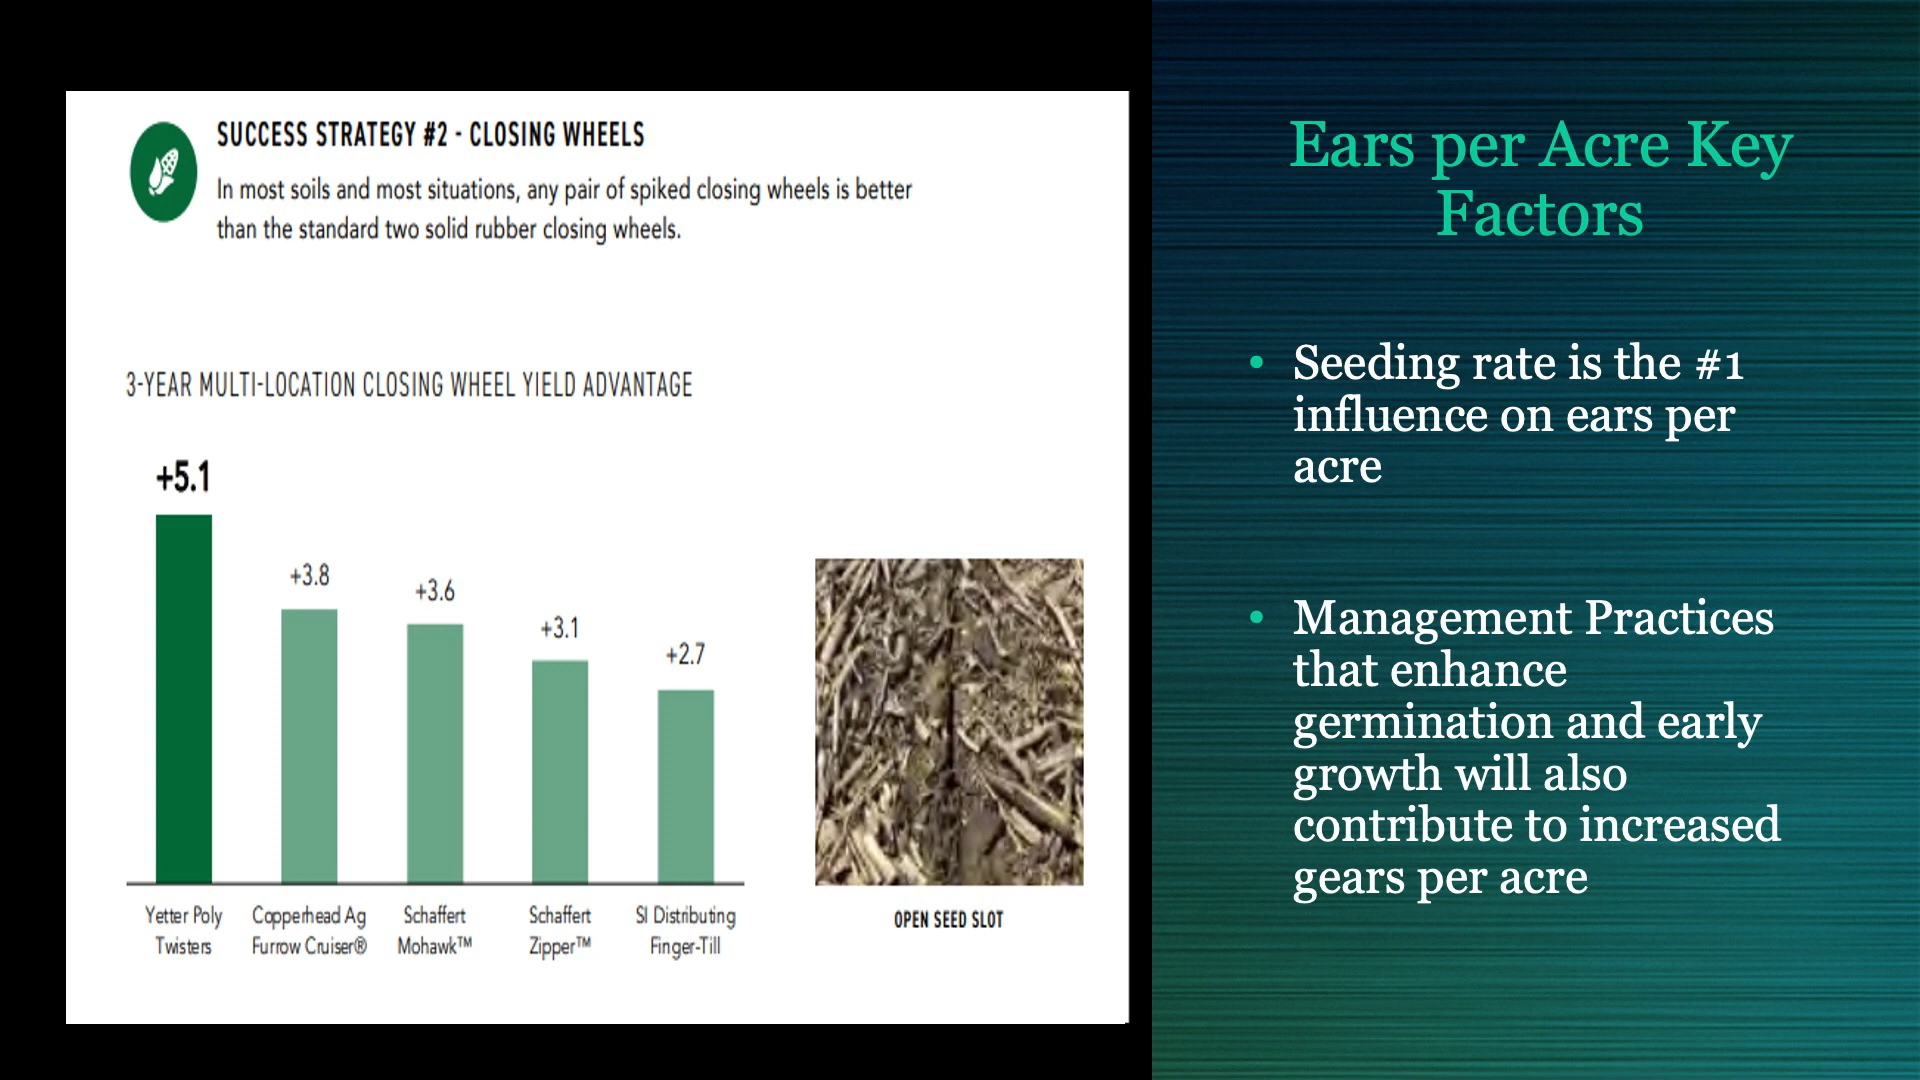 SUCCESS STRATEGY #2 - CLOSING WHEELS
In most soils and most situations, any pair of spiked closing wheels is better
than the standard two solid rubber closing wheels.
3-YEAR MULTI-LOCATION CLOSING WHEEL YIELD ADVANTAGE
+5.1
+3.8
+3.6
+3.1
+2.7
Yetter Poly
Twisters
Copperhead Ag
Furrow Cruiser®
Schaffert
Mohawk™
Schaffert
Zipper™
SI Distributing
Finger-Till
OPEN SEED SLOT
Ears per Acre Key
Factors
• Seeding rate is the #1
influence on ears per
acre
• Management Practices
that enhance
germination and early
growth will also
contribute to increased
gears per acre